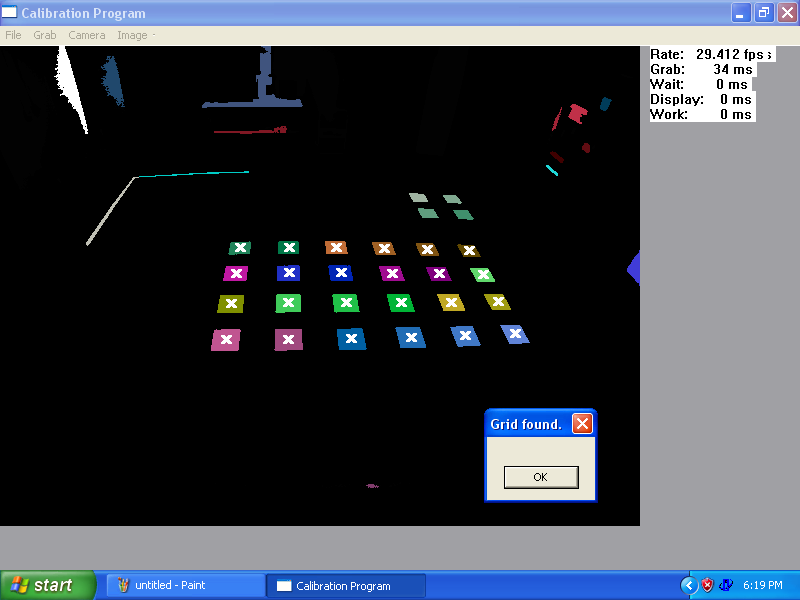 Calibration Program
File Grab Camera Image -
Rate: 29.412 fps s
Grab: 34 ms
Wait: 0 ms
Display: 0 ms
Work: 0 ms
Grid found.
OK
start
untitled - Paint
Calibration Program
6:19 PM